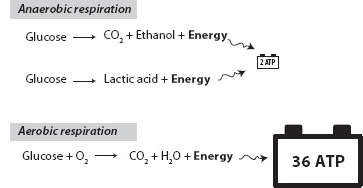 Anaerobic respiration
Glucose → CO₂ + Ethanol + Energy
2 ATP
Glucose → Lactic acid + Energy
Aerobic respiration
Glucose + O₂ → CO₂ + H₂O + Energy
36 ATP